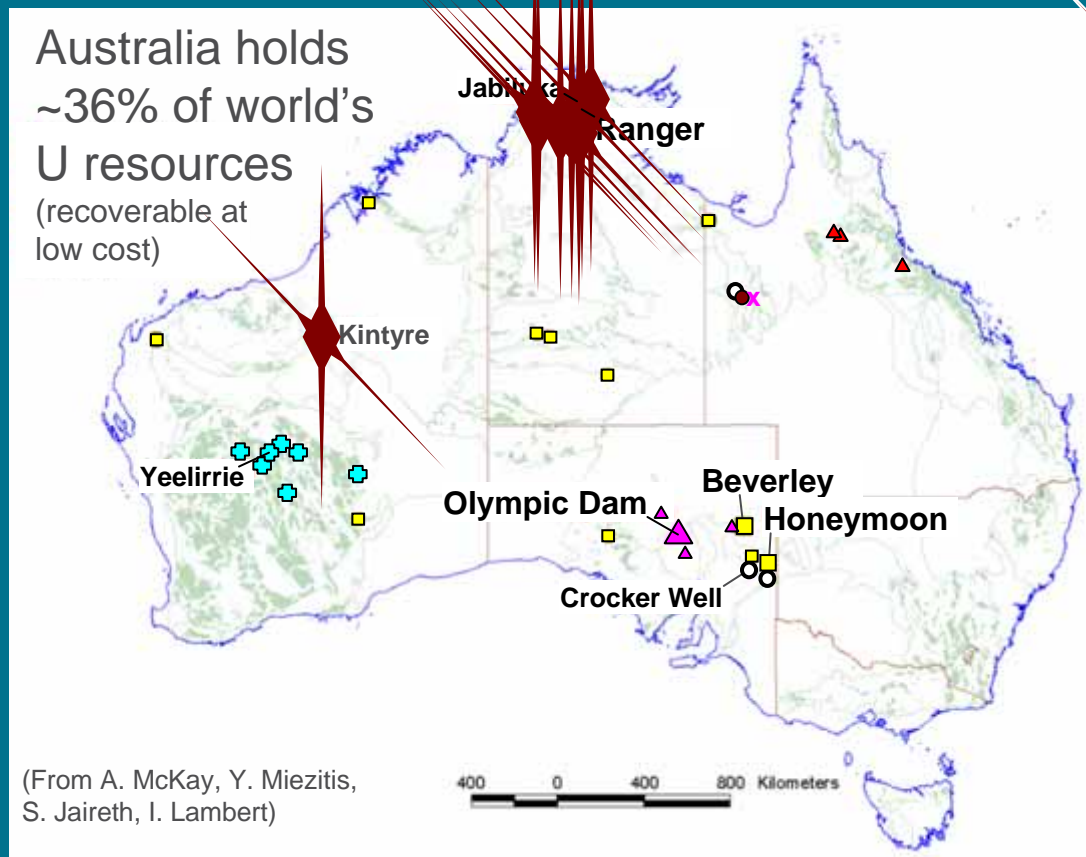 Australia holds
~36% of world's
U resources
(recoverable at
low cost)
Ranger
Kintyre
Yeelirrie
Olympic Dam
Beverley
Honeymoon
Crocker Well
x
(From A. McKay, Y. Miezitis,
S. Jaireth, I. Lambert)
400 0 400 800 Kilometers